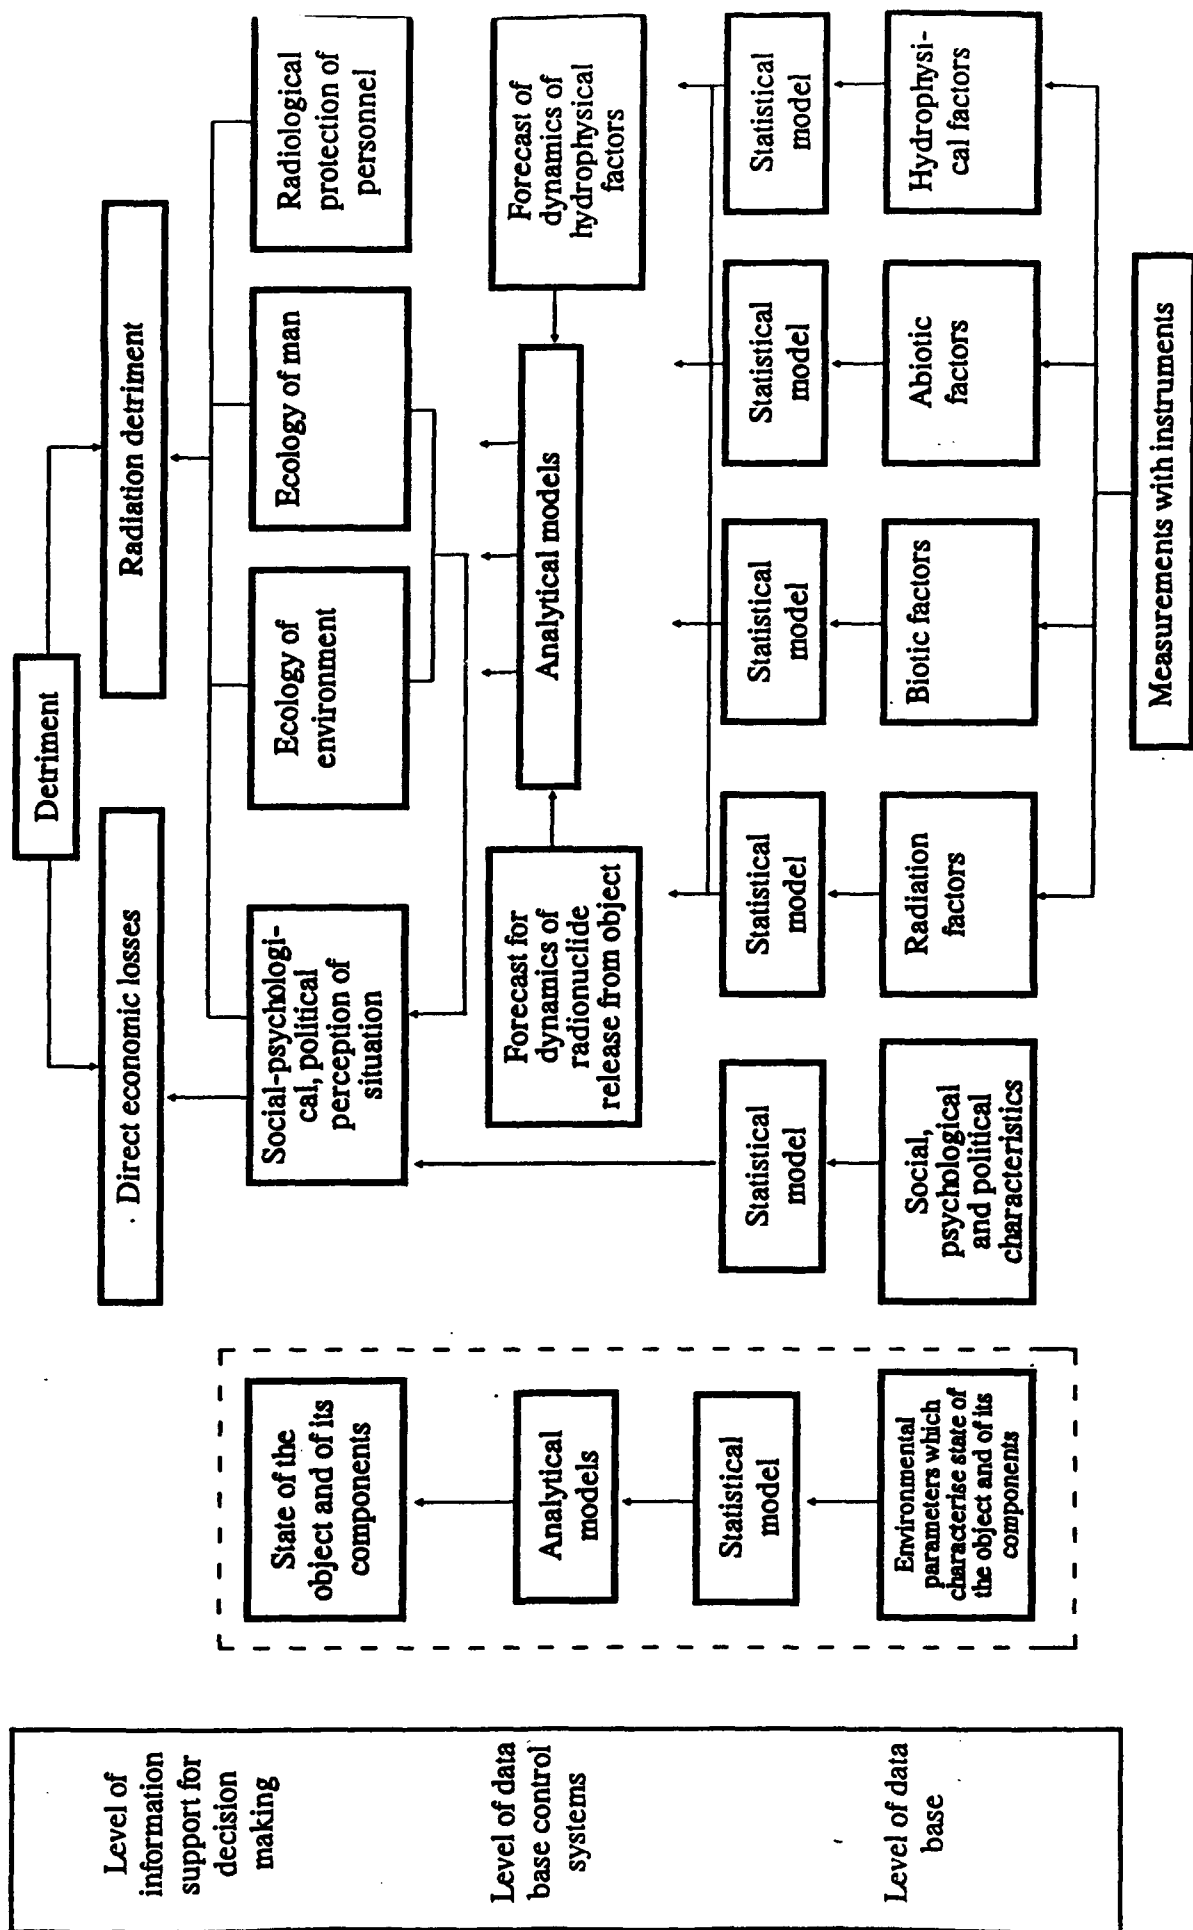 Level of
information
support for
decision
making
Level of data
base control
systems
Level of data
base
State of the
object and of its
components
Analytical
models
Statistical
model
Environmental
parameters which
characterise state of
the object and of its
components
Detriment
Direct economic losses
Radiation detriment
Social-psychologi-
cal, political
perception of
situation
Ecology of
environment
Ecology of man
Radiological
protection of
personnel
Forecast for
dynamics of
radionuclide
release from object
Analytical models
Forecast of
dynamics of
hydrophysical
factors
Statistical
model
Statistical
model
Statistical
model
Statistical
model
Statistical
model
Social,
psychological
and political
characteristics
Radiation
factors
Biotic factors
Abiotic
factors
Hydrophysi-
cal factors
Measurements with instruments